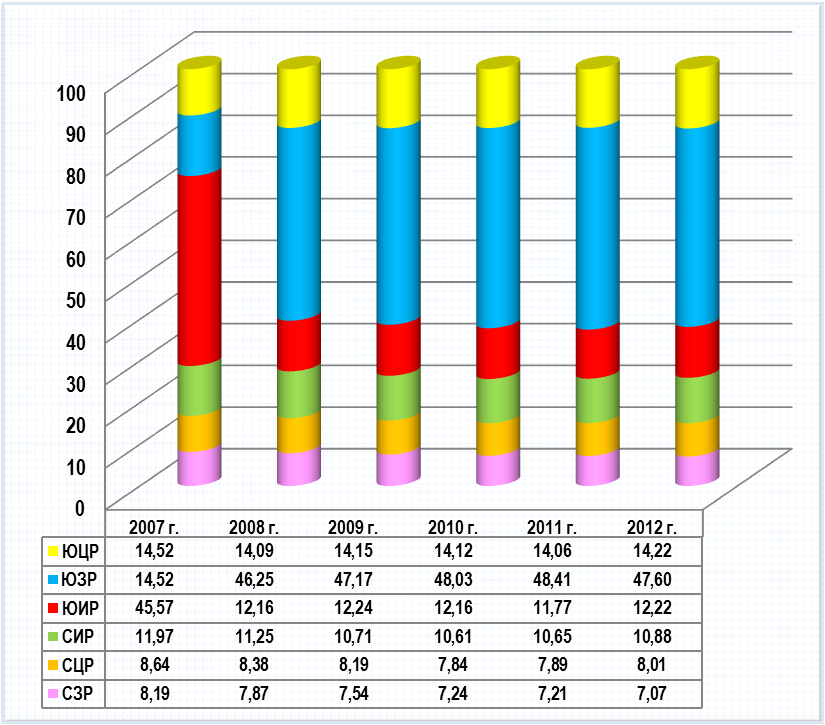 100
90
80
70
60
50
40
30
20
10
0
2007 г. 2008 г. 2009 г. 2010 г. 2011 г. 2012 г.
ЮЦР 14,52 14,09 14,15 14,12 14,06 14,22
ЮЗР 14,52 46,25 47,17 48,03 48,41 47,60
ЮИР 45,57 12,16 12,24 12,16 11,77 12,22
СИР 11,97 11,25 10,71 10,61 10,65 10,88
СЦР 8,64 8,38 8,19 7,84 7,89 8,01
СЗР 8,19 7,87 7,54 7,24 7,21 7,07